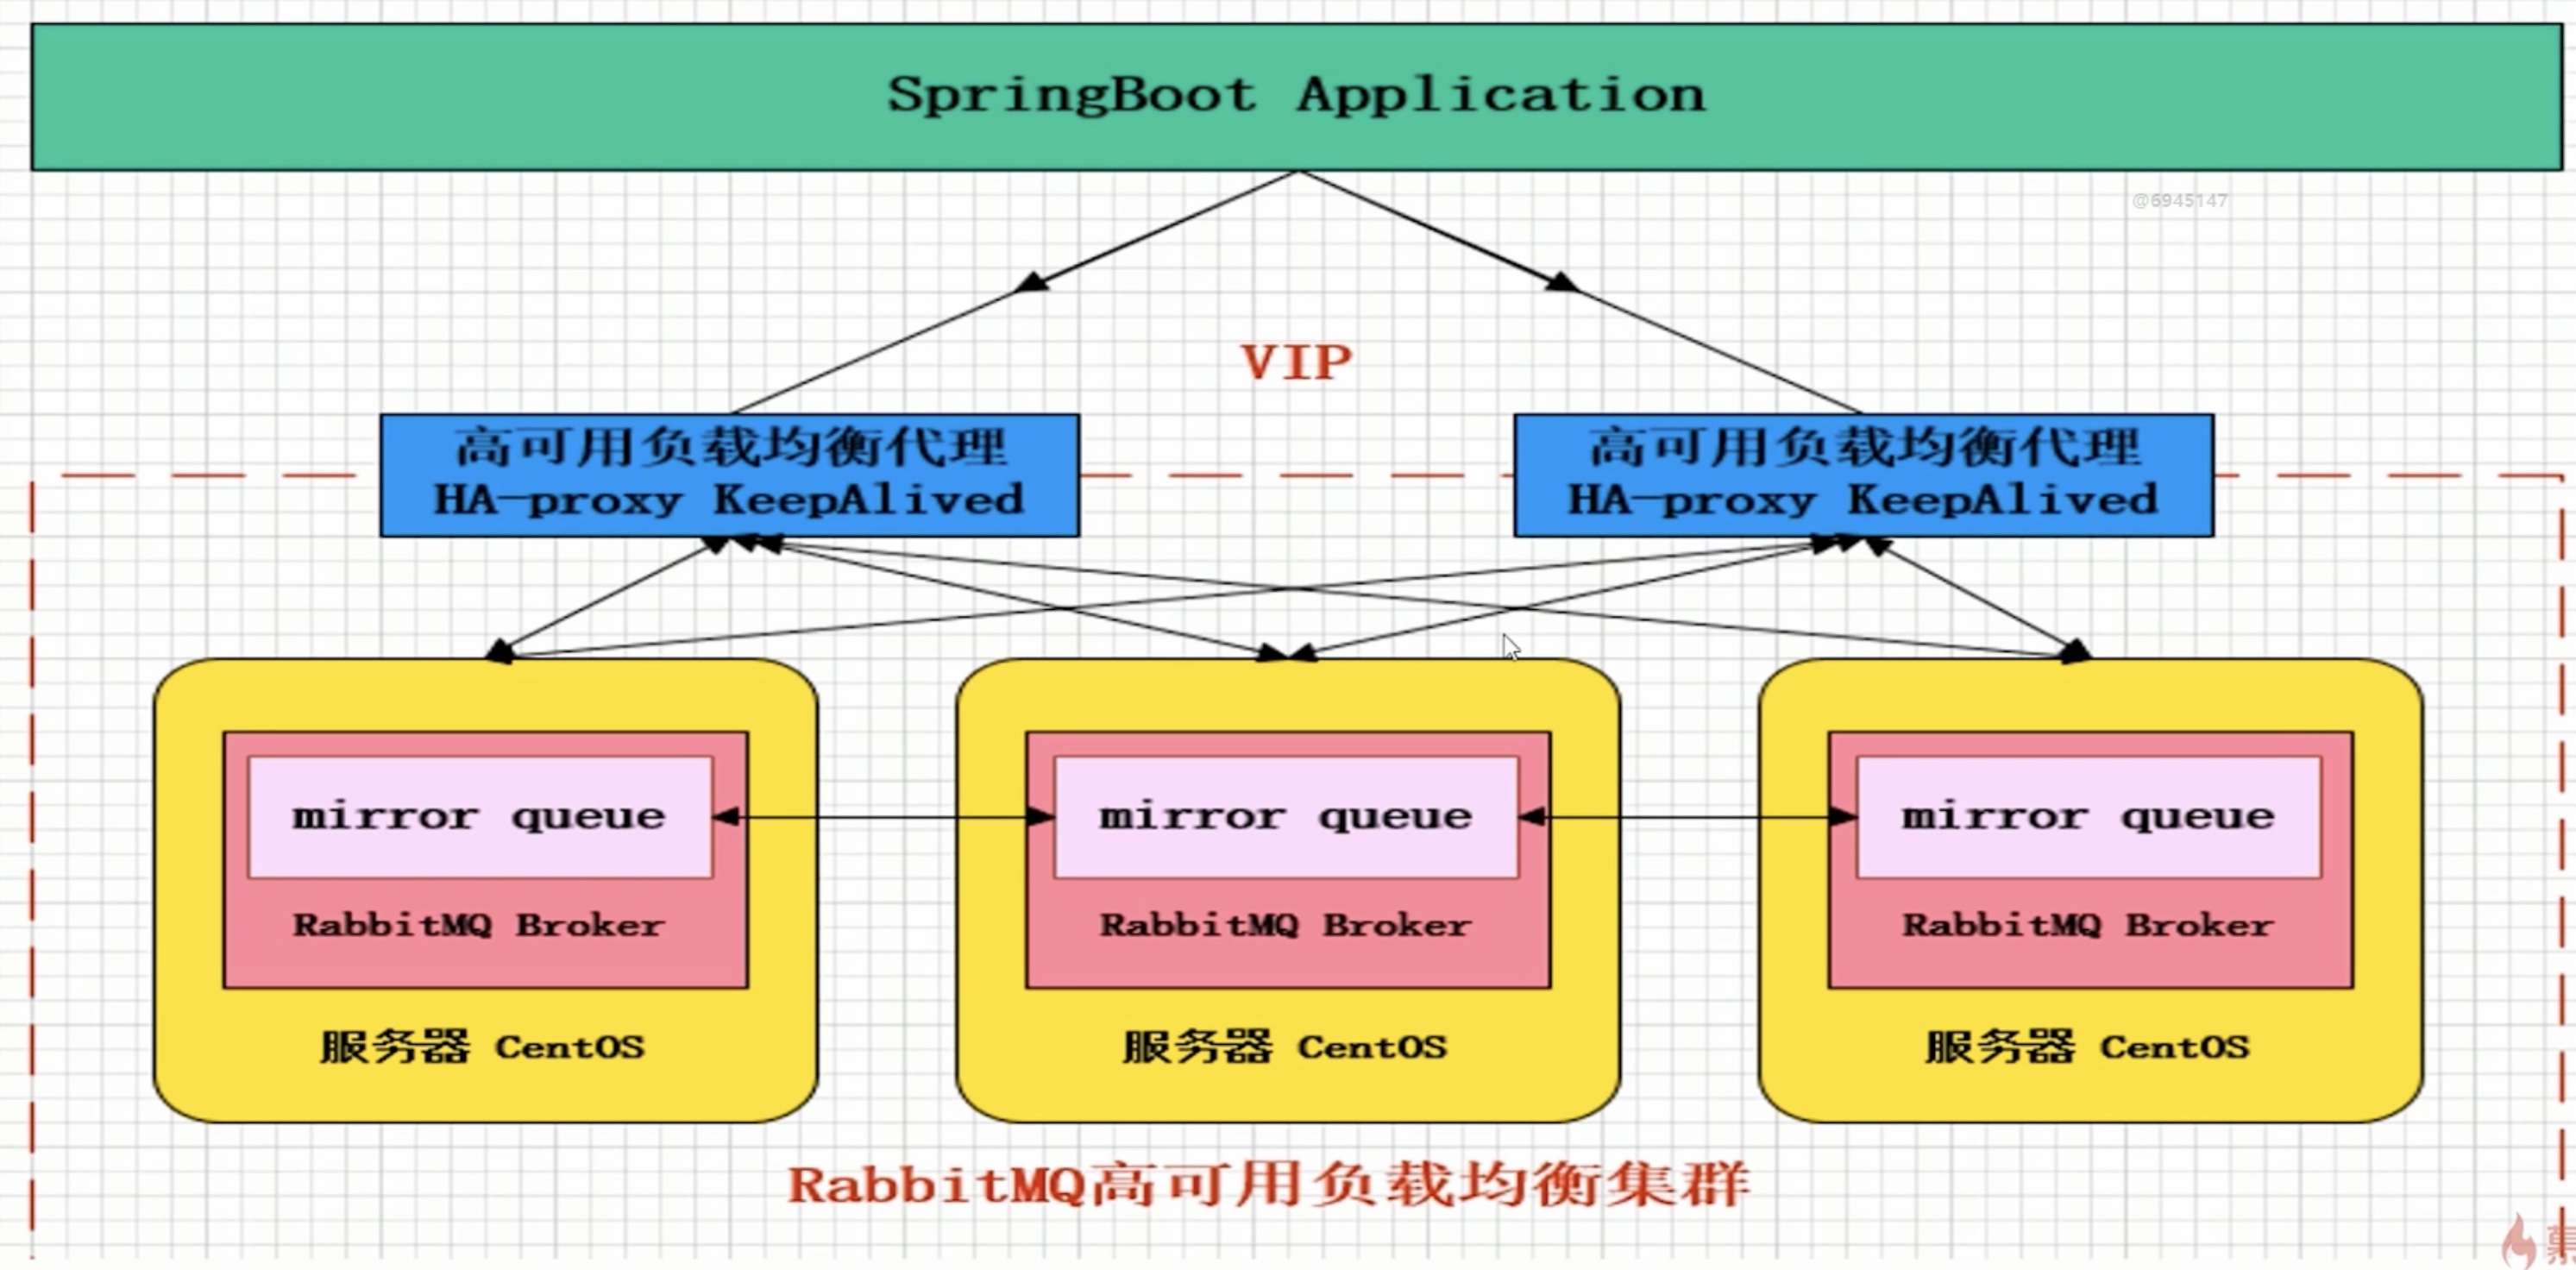 SpringBoot Application
@6945147
VIP
高可用负载均衡代理
HA-proxy KeepAlived
高可用负载均衡代理
HA-proxy KeepAlived
mirror queue
RabbitMQ Broker
服务器 CentOS
mirror queue
RabbitMQ Broker
服务器 CentOS
mirror queue
RabbitMQ Broker
服务器 CentOS
RabbitMQ高可用负载均衡集群